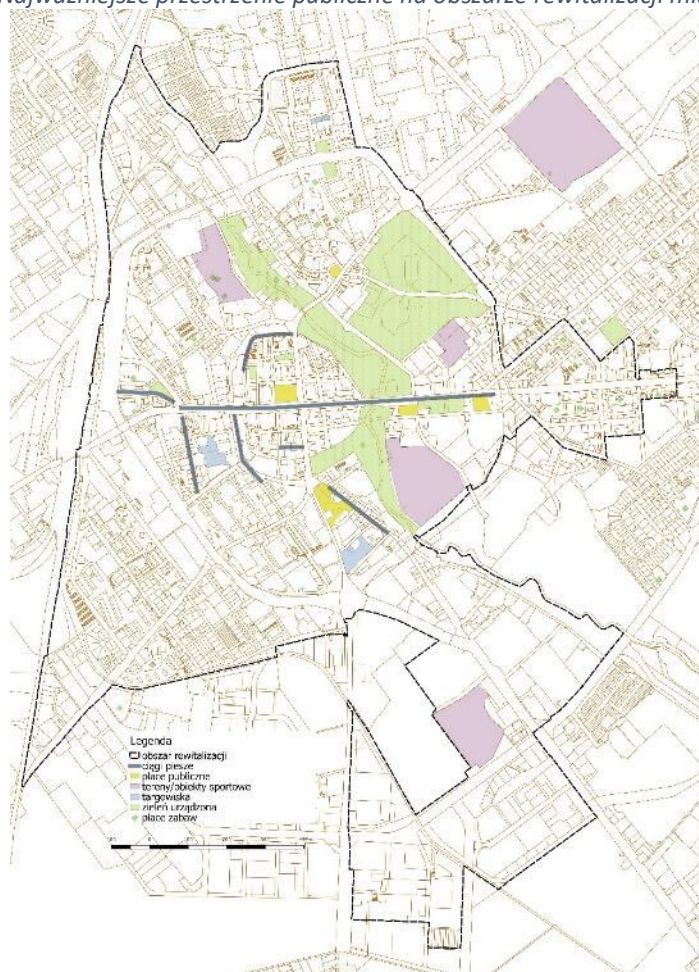 Najważniejsze przestrzenie publiczne na obszarze rewitalizacji
Legenda
obszar rewitalizacji
ciągi piesze
place publiczne
tereny/obiekty sportowe
targowiska
zieleń urządzona
place zabaw